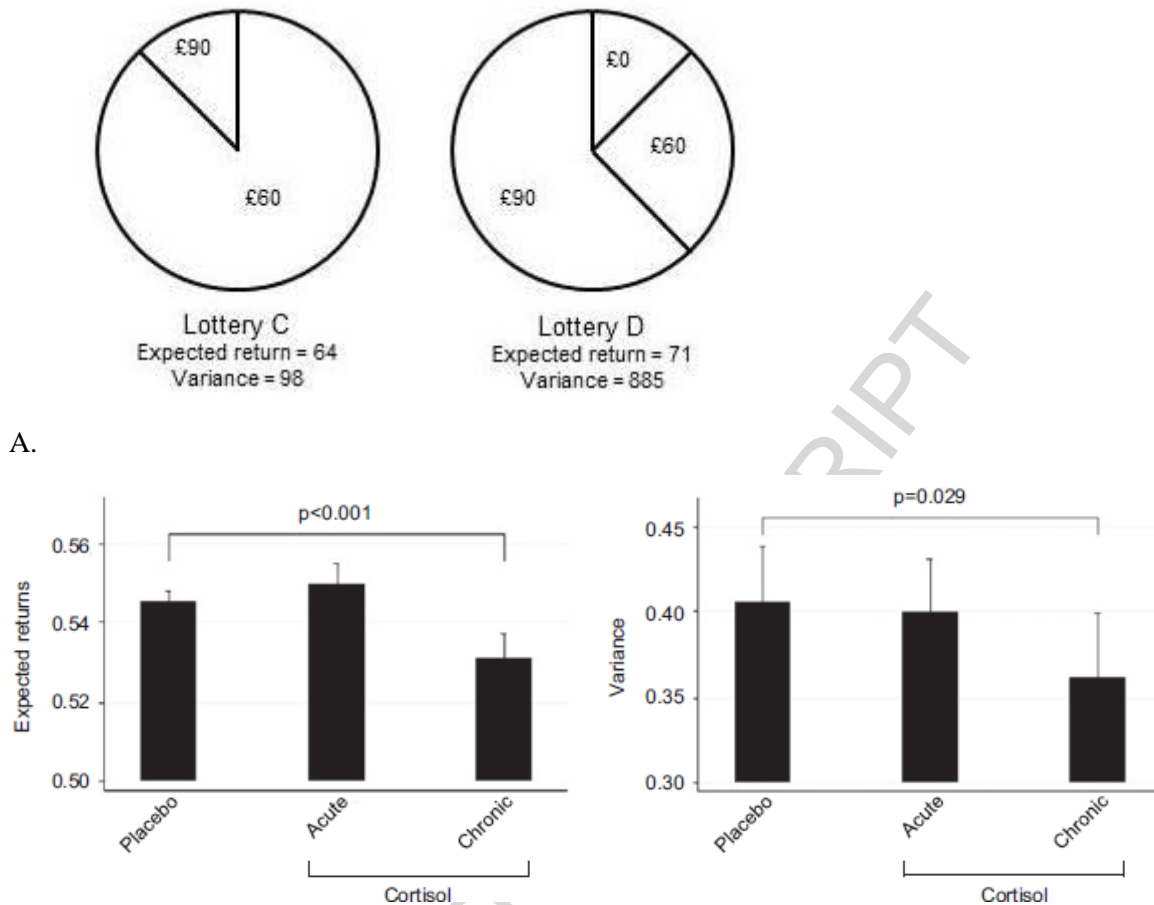 £90
£60
Lottery C
Expected return = 64
Variance = 98
£0
£60
£90
Lottery D
Expected return = 71
Variance = 885
RIPT
A.
p<0.001
0.56
0.54
0.52
0.50
Expected returns
Placebo
Acute
Chronic
Cortisol
p=0.029
0.45
0.40
0.35
0.30
Variance
Placebo
Acute
Chronic
Cortisol